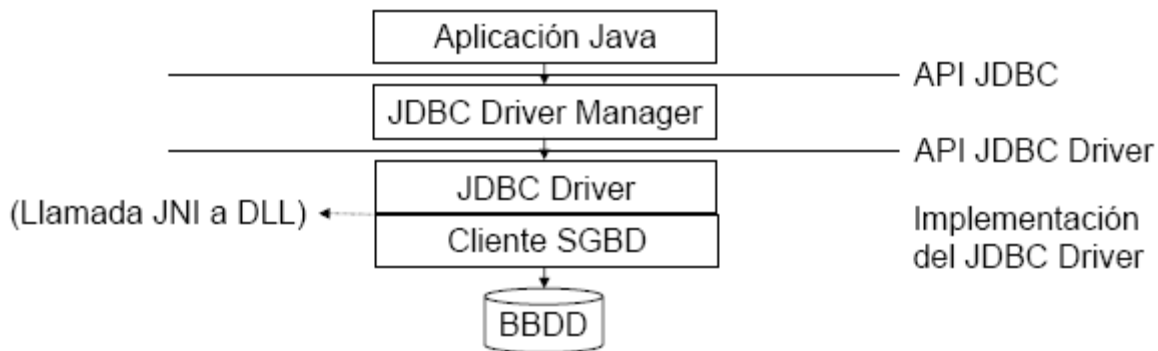 Aplicación Java
API JDBC
JDBC Driver Manager
API JDBC Driver
JDBC Driver
(Llamada JNI a DLL)
Cliente SGBD
Implementación
del JDBC Driver
BBDD